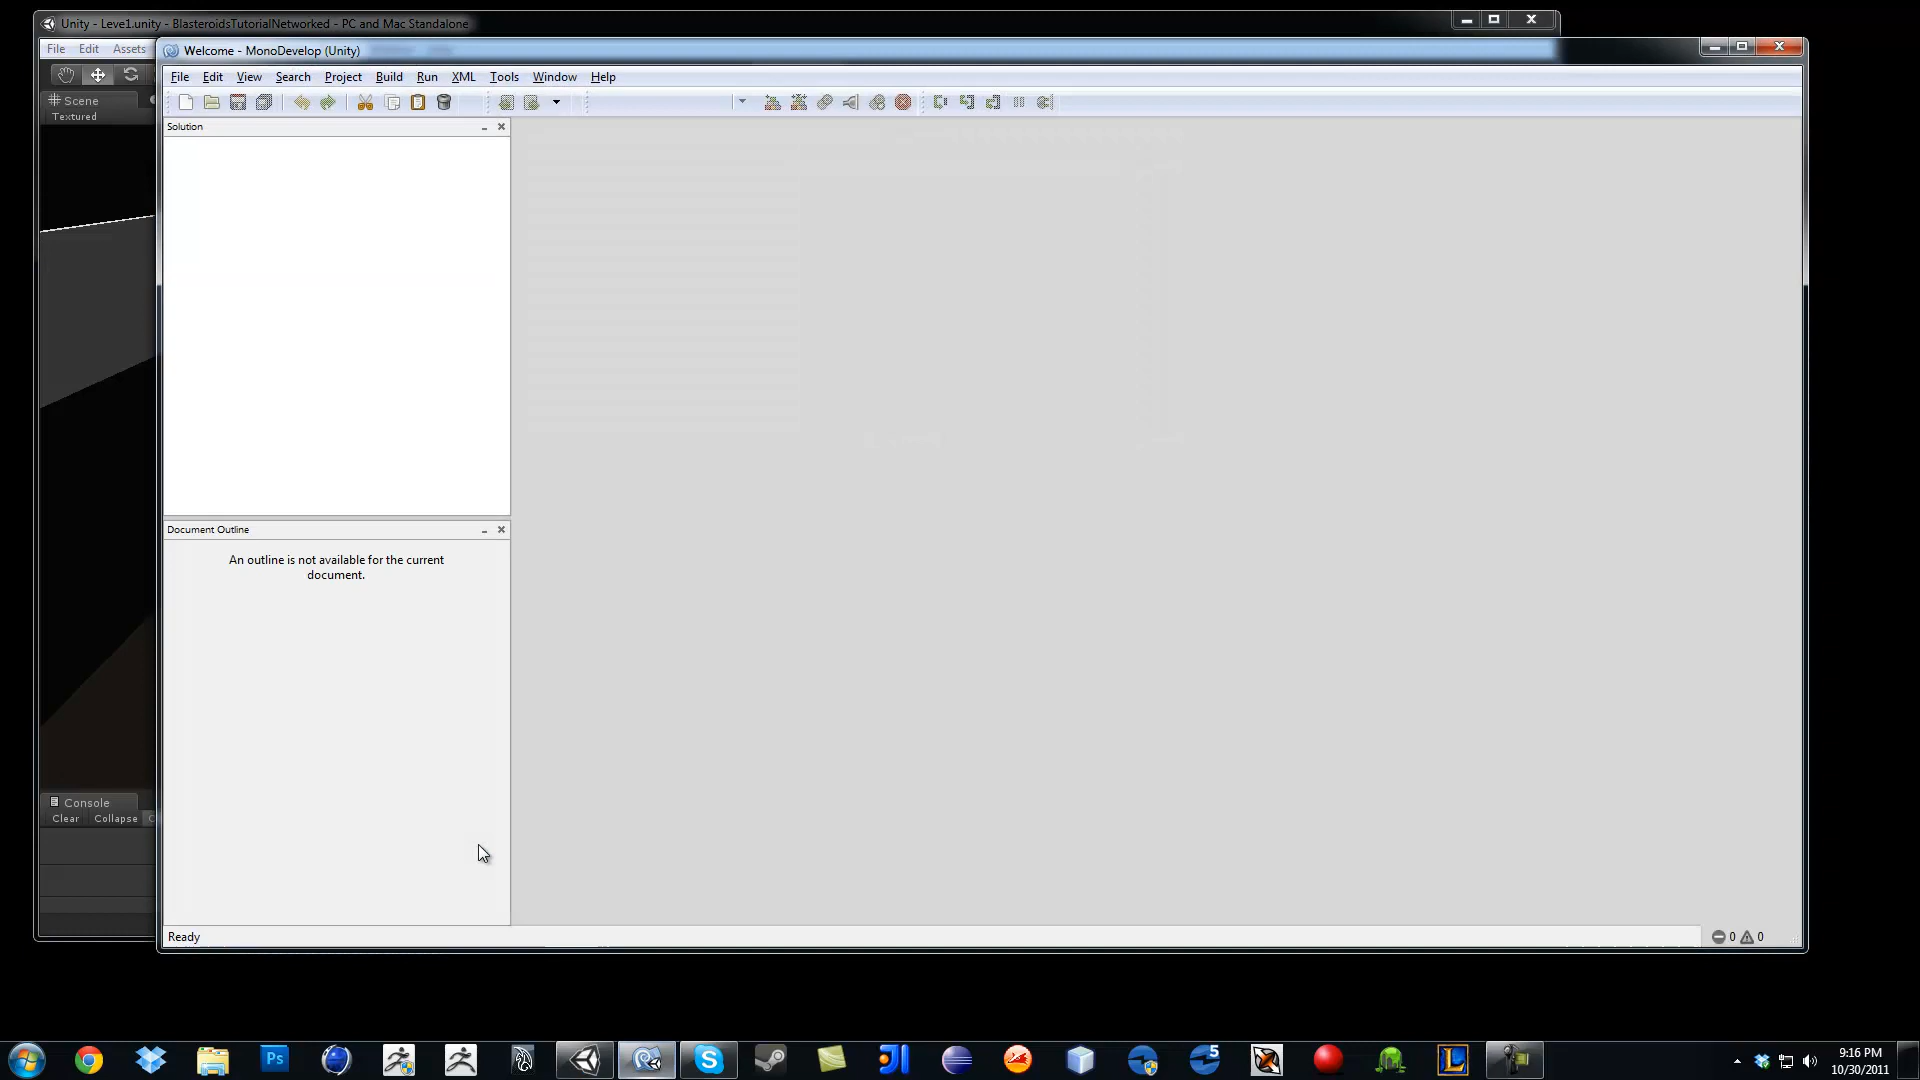 Unity - Leve1.unity - BlasteroidsTutorialNetworked - PC and Mac Standalone
File Edit Assets
Welcome - MonoDevelop (Unity)
File Edit View Search Project Build Run XML Tools Window Help
Scene
Textured
Solution
Document Outline
An outline is not available for the current
document.
Console
Clear Collapse
Ready
0 0
Ps
5
L
9:16 PM
10/30/2011